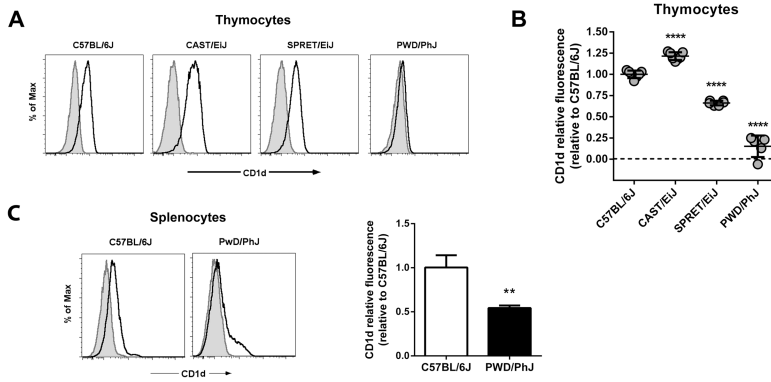 A
Thymocytes
C57BL/6J
CAST/EiJ
SPRET/EiJ
PWD/PhJ
% of Max
CD1d
B
Thymocytes
CD1d relative fluorescence
(relative to C57BL/6J)
1.50
1.25
1.00
0.75
0.50
0.25
0.00
****
****
****
C57BL/6J
CAST/EiJ
SPRET/EiJ
PWD/PhJ
C
Splenocytes
C57BL/6J
PwD/PhJ
% of Max
CD1d
CD1d relative fluorescence
(relative to C57BL/6J)
1.5
1.0
0.5
0.0
**
C57BL/6J
PWD/PhJ